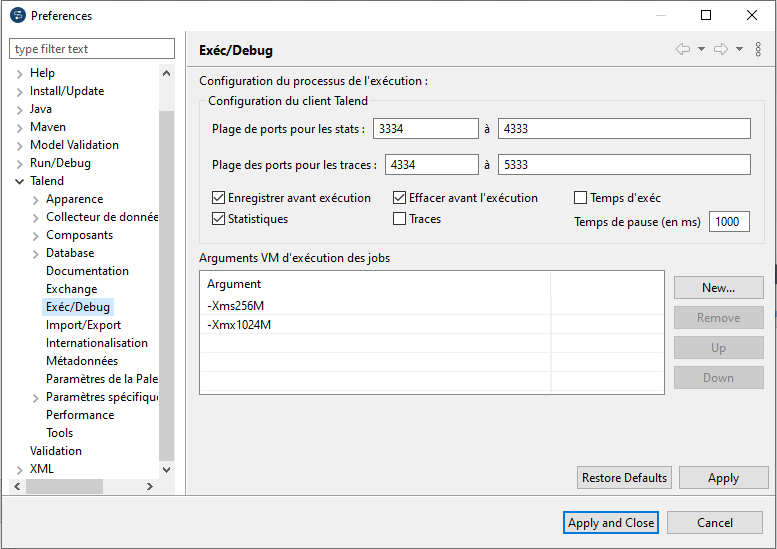 Preferences
type filter text
Help
Install/Update
Java
Maven
Model Validation
Run/Debug
Talend
Apparence
Collecteur de donnée
Composants
Database
Documentation
Exchange
Exéc/Debug
Import/Export
Internationalisation
Métadonnées
Paramètres de la Pale
Paramètres spécifique
Performance
Tools
Validation
XML
Exéc/Debug
Configuration du processus de l'exécution :
Configuration du client Talend
Plage de ports pour les stats : 3334 à 4333
Plage des ports pour les traces : 4334 à 5333
Enregistrer avant exécution Effacer avant l'exécution Temps d'exéc
Statistiques Traces Temps de pause (en ms) 1000
Arguments VM d'exécution des jobs
Argument
-Xms256M
-Xmx1024M
New...
Remove
Up
Down
Restore Defaults Apply
Apply and Close Cancel